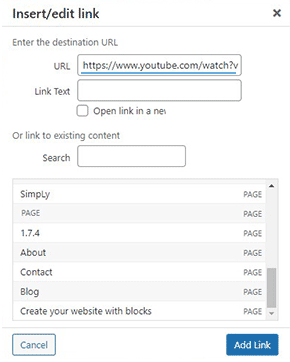 Insert/edit link
Enter the destination URL
URL https://www.youtube.com/watch?v
Link Text
Open link in a new
Or link to existing content
Search
SimpLy PAGE
PAGE
1.7.4 PAGE
About PAGE
Contact PAGE
Blog PAGE
Create your website with blocks PAGE
Cancel Add Link